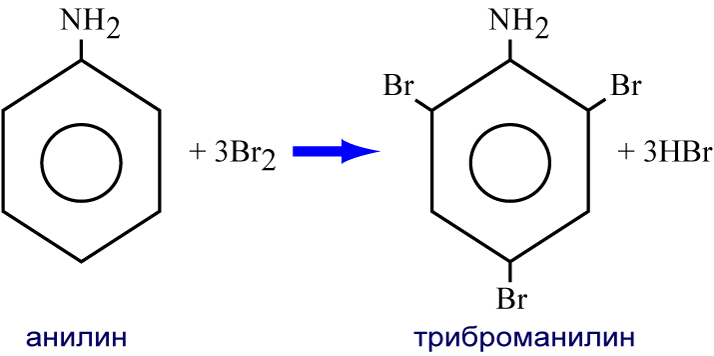 NH2 NH2
Br Br
+ 3Br2 + 3HBr
Br
анилин триброманилин